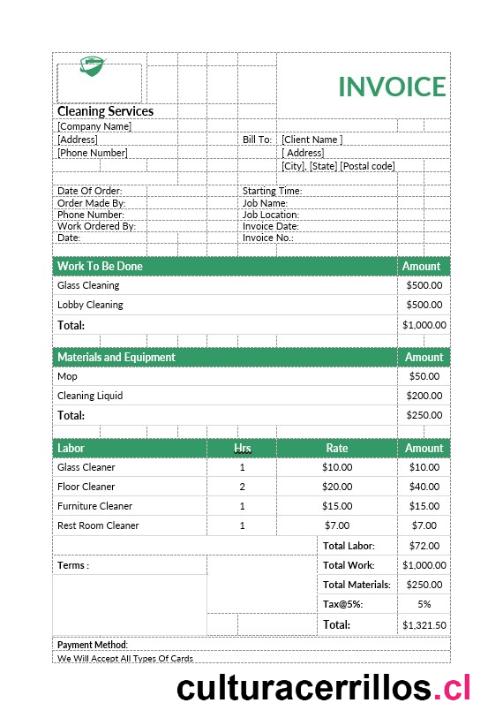 INVOICE
Cleaning Services
[Company Name]
[Address] Bill To: [Client Name ]
[Phone Number] [ Address]
[City], [State] [Postal code]
Date Of Order: Starting Time:
Order Made By: Job Name:
Phone Number: Job Location:
Work Ordered By: Invoice Date:
Date: Invoice No.:
Work To Be Done Amount
Glass Cleaning $500.00
Lobby Cleaning $500.00
Total: $1,000.00
Materials and Equipment Amount
Mop $50.00
Cleaning Liquid $200.00
Total: $250.00
Labor Hrs Rate Amount
Glass Cleaner 1 $10.00 $10.00
Floor Cleaner 2 $20.00 $40.00
Furniture Cleaner 1 $15.00 $15.00
Rest Room Cleaner 1 $7.00 $7.00
Total Labor: $72.00
Terms : Total Work: $1,000.00
Total Materials: $250.00
Tax@5%: 5%
Total: $1,321.50
Payment Method:
We Will Accept All Types Of Cards
culturacerrillos.cl